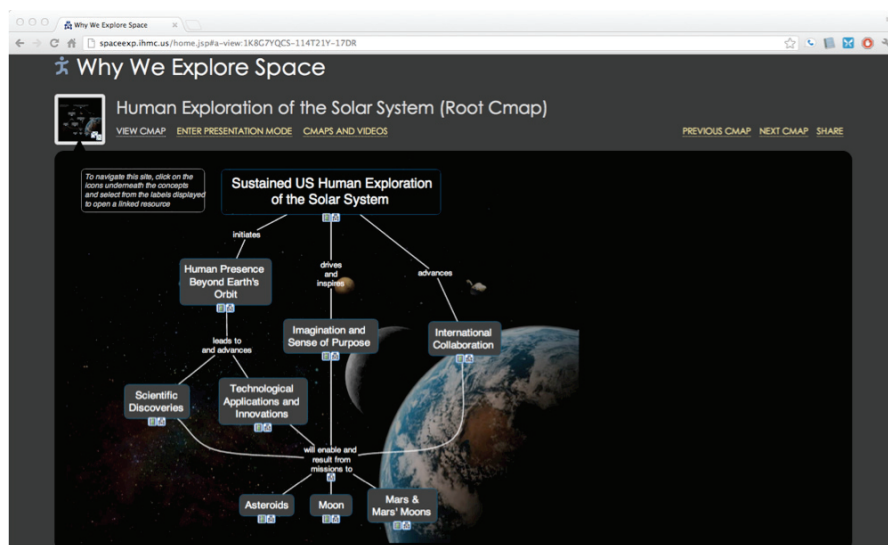 Why We Explore Space
spaceexp.ihmc.us/home.jsp#a-view:1K8G7YQCS-114T21Y-17DR
Why We Explore Space
Human Exploration of the Solar System (Root Cmap)
VIEW CMAP ENTER PRESENTATION MODE CMAPS AND VIDEOS PREVIOUS CMAP NEXT CMAP SHARE
To navigate this site, click on the
icons underneath the concepts
and select from the labels displayed
to open a linked resource
Sustained US Human Exploration
of the Solar System
initiates
drives
and
inspires
advances
Human Presence
Beyond Earth's
Orbit
Imagination and
Sense of Purpose
International
Collaboration
leads to
and advances
Scientific
Discoveries
Technological
Applications and
Innovations
will enable and
result from
missions to
Asteroids
Moon
Mars &
Mars' Moons